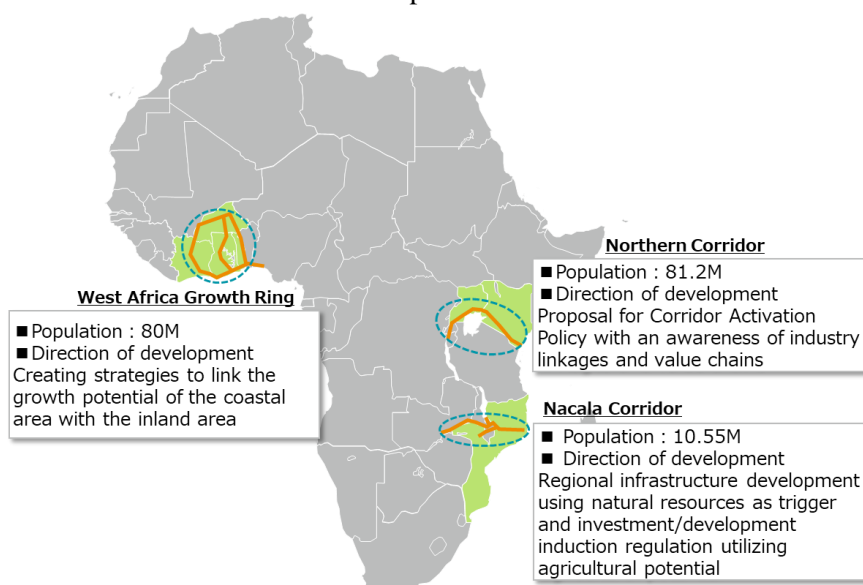 West Africa Growth Ring
■Population : 80M
■Direction of development
Creating strategies to link the
growth potential of the coastal
area with the inland area
Northern Corridor
■Population : 81.2M
■Direction of development
Proposal for Corridor Activation
Policy with an awareness of industry
linkages and value chains
Nacala Corridor
■ Population : 10.55M
■ Direction of development
Regional infrastructure development
using natural resources as trigger
and investment/development
induction regulation utilizing
agricultural potential